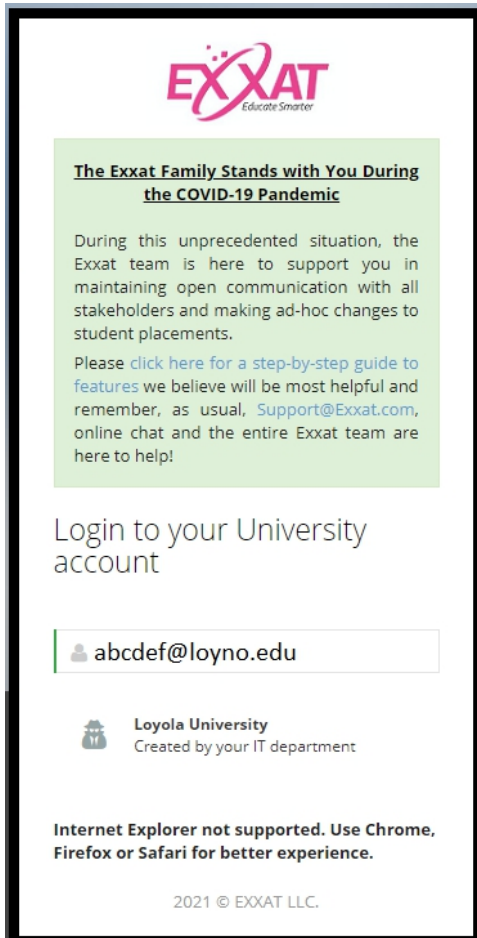 EXXAT
Educate Smarter
The Exxat Family Stands with You During
the COVID-19 Pandemic
During this unprecedented situation, the
Exxat team is here to support you in
maintaining open communication with all
stakeholders and making ad-hoc changes to
student placements.
Please click here for a step-by-step guide to
features we believe will be most helpful and
remember, as usual, Support@Exxat.com,
online chat and the entire Exxat team are
here to help!
Login to your University
account
abcdef@loyno.edu
Loyola University
Created by your IT department
Internet Explorer not supported. Use Chrome,
Firefox or Safari for better experience.
2021 © EXXAT LLC.